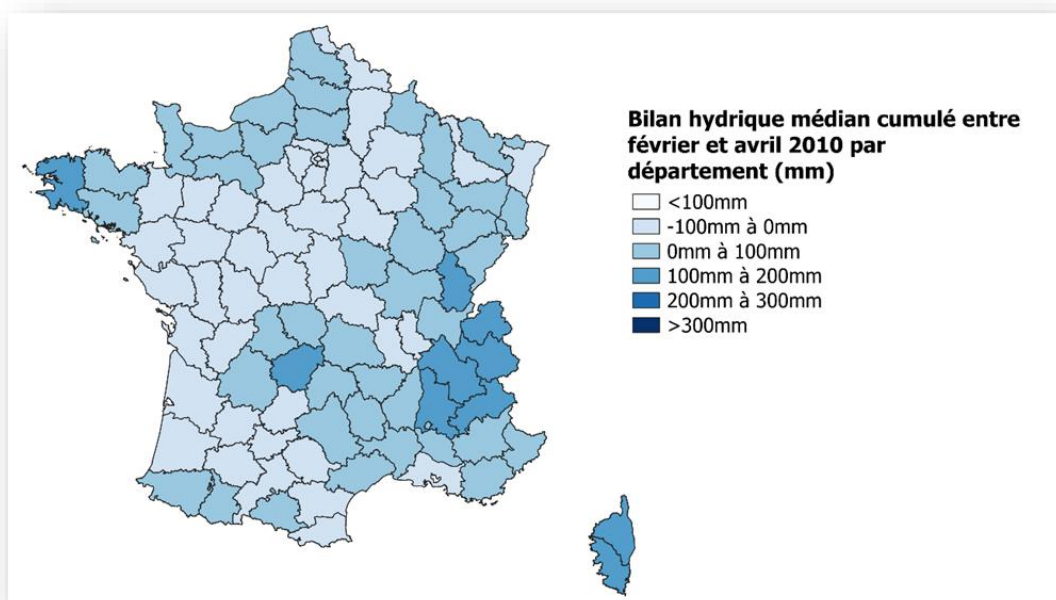 Bilan hydrique médian cumulé entre
février et avril 2010 par
département (mm)
<100mm
-100mm à 0mm
0mm à 100mm
100mm à 200mm
200mm à 300mm
>300mm